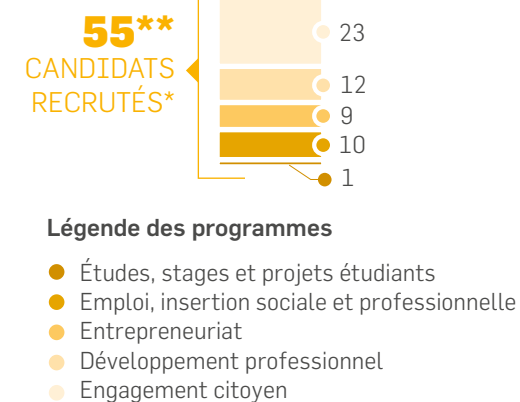 55**
CANDIDATS
RECRUTÉS*
23
12
9
10
1
Légende des programmes
Études, stages et projets étudiants
Emploi, insertion sociale et professionnelle
Entrepreneuriat
Développement professionnel
Engagement citoyen